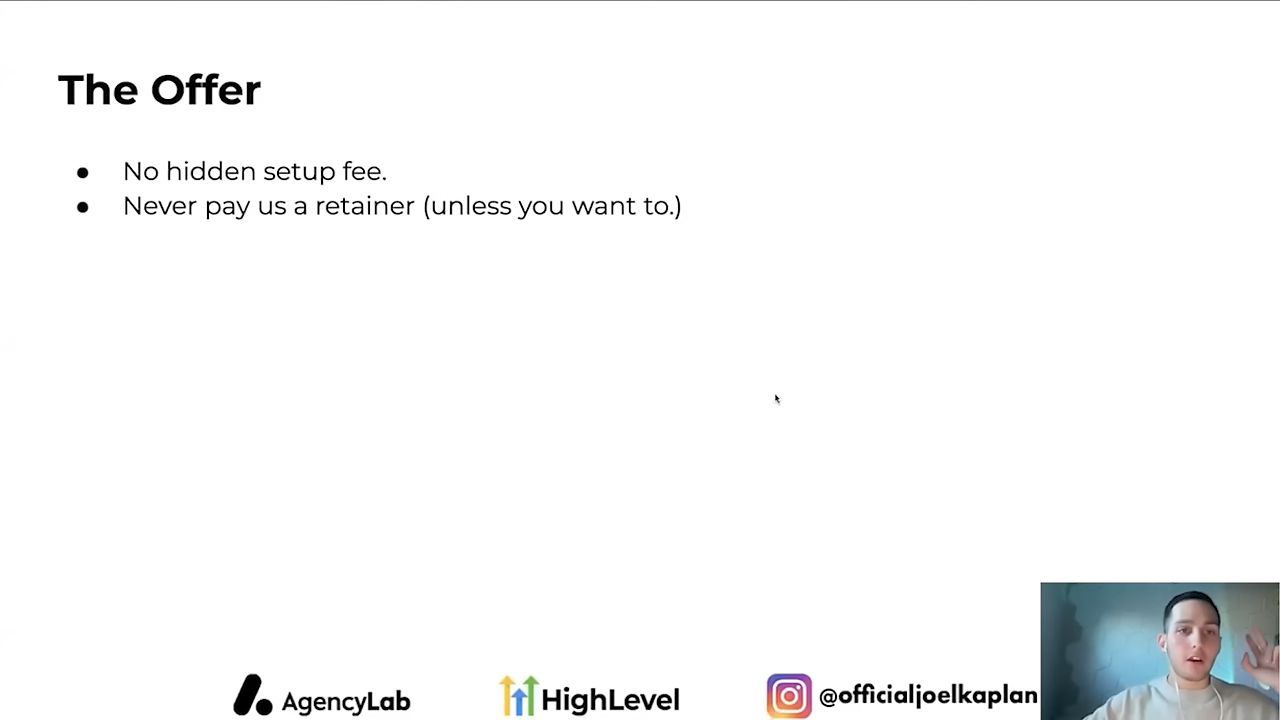 The Offer
● No hidden setup fee.
● Never pay us a retainer (unless you want to.)
AgencyLab
HighLevel
@officialjoelkaplan